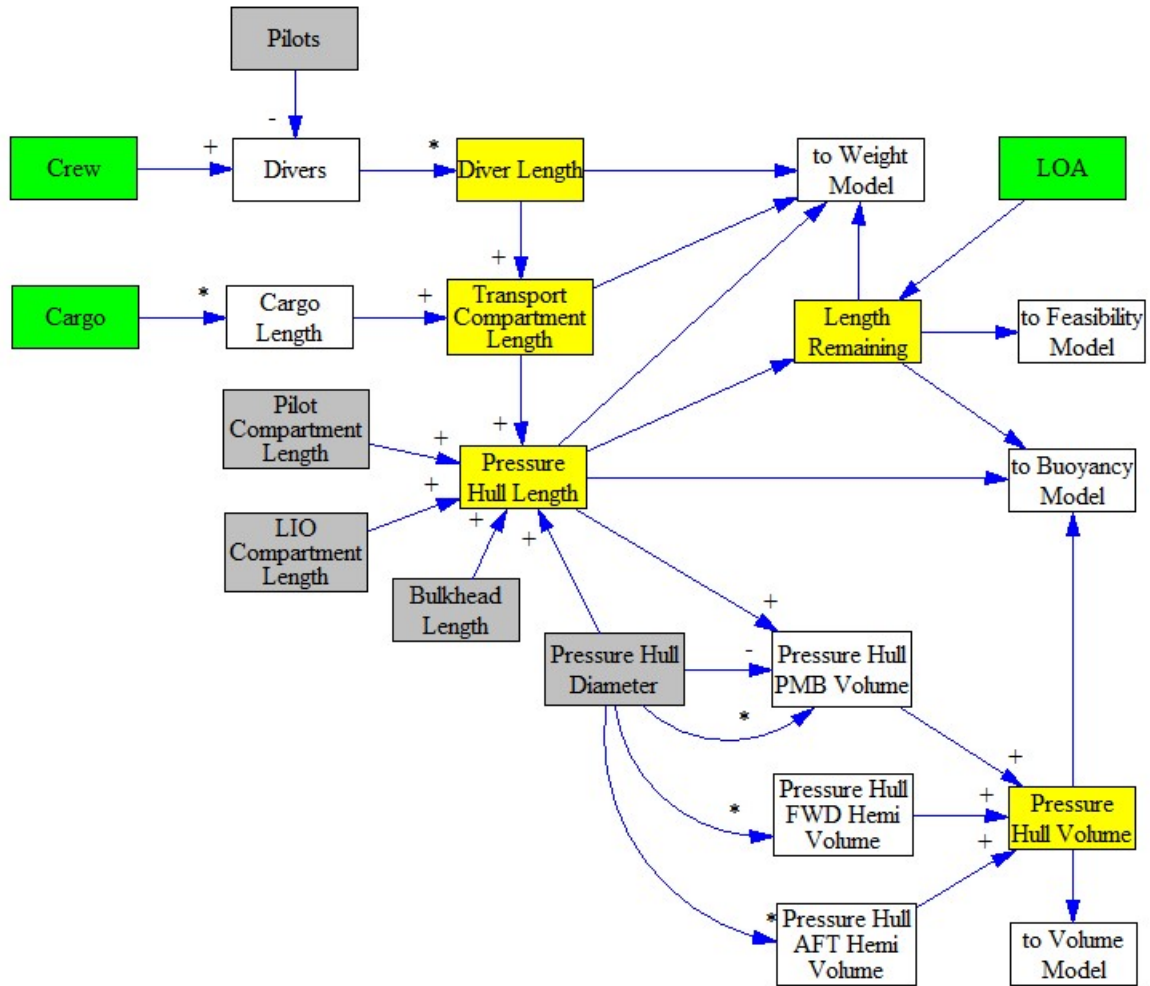 Pilots
-
Crew
+
Divers
*
Diver Length
to Weight
Model
LOA
+
Cargo
*
Cargo
Length
+
Transport
Compartment
Length
Length
Remaining
to Feasibility
Model
Pilot
Compartment
Length
+
+
Pressure
Hull Length
to Buoyancy
Model
LIO
Compartment
Length
+
+
+
Bulkhead
Length
+
Pressure Hull
Diameter
-
Pressure Hull
PMB Volume
*
+
Pressure Hull
FWD Hemi
Volume
*
+
Pressure
Hull Volume
+
*
Pressure Hull
AFT Hemi
Volume
to Volume
Model